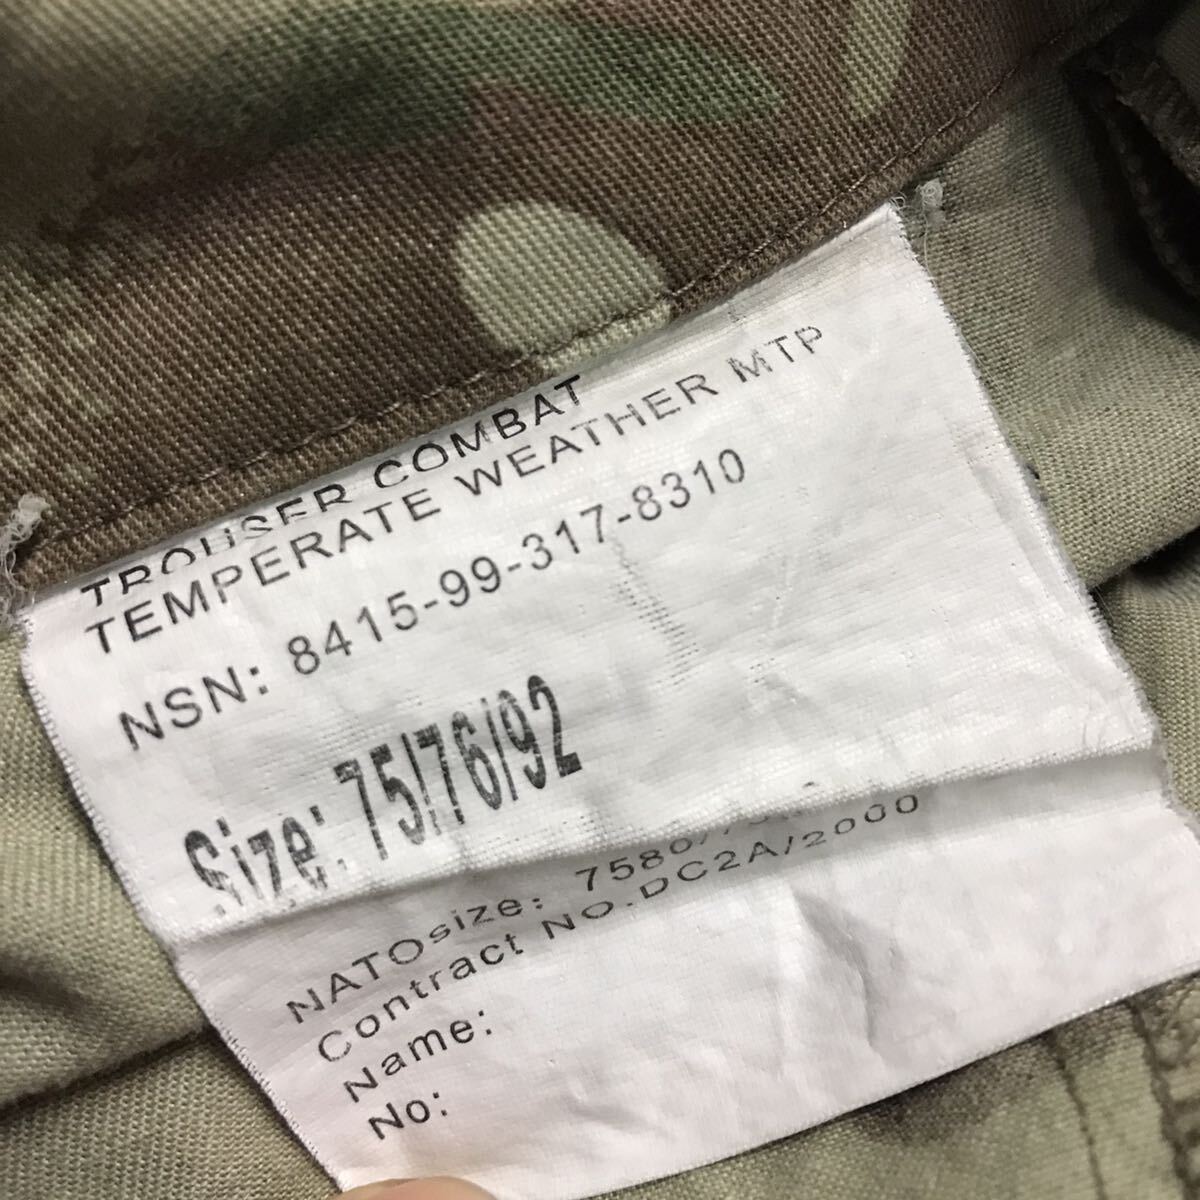 TROUSER COMBAT
TEMPERATE WEATHER MTP
NSN: 8415-99-317-8310
Size: 75/76/92
NATOsize:
Contract NO.DC2A/2000
Name:
No: